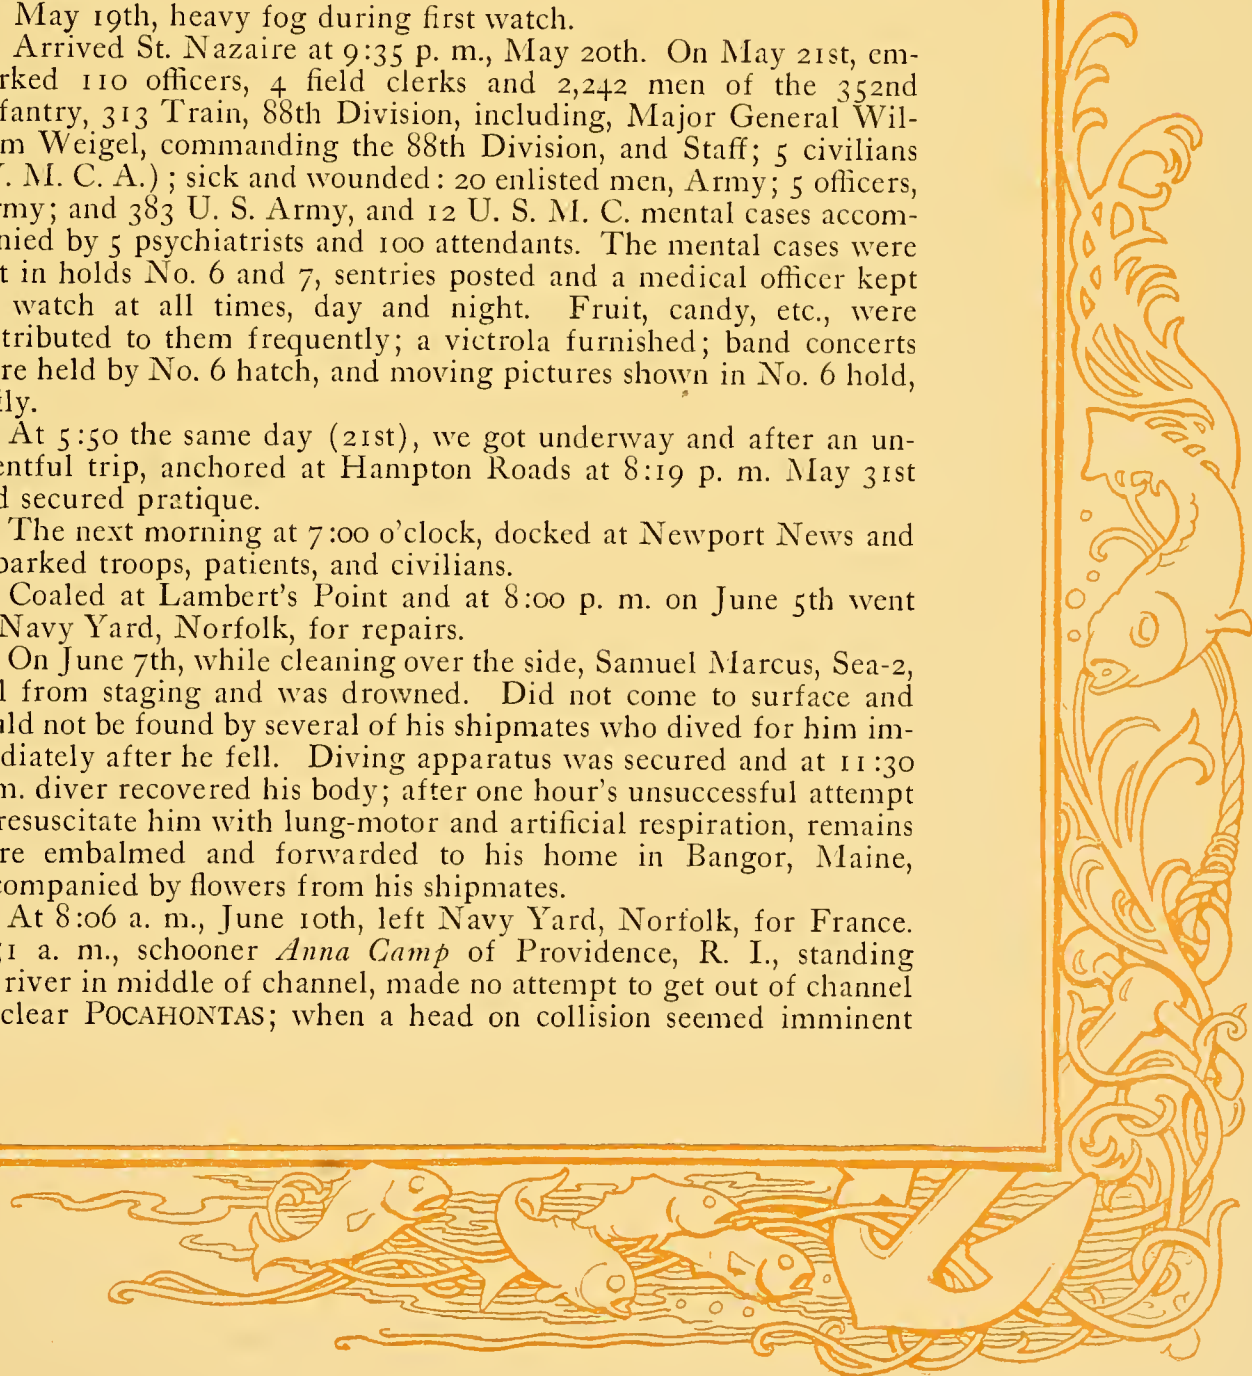 May 19th, heavy fog during first watch.
Arrived St. Nazaire at 9:35 p. m., May 20th. On May 21st, em-
rked 110 officers, 4 field clerks and 2,242 men of the 352nd
fantry, 313 Train, 88th Division, including, Major General Wil-
m Weigel, commanding the 88th Division, and Staff; 5 civilians
. M. C. A.) ; sick and wounded: 20 enlisted men, Army; 5 officers,
rmy; and 383 U. S. Army, and 12 U. S. M. C. mental cases accom-
nied by 5 psychiatrists and 100 attendants. The mental cases were
t in holds No. 6 and 7, sentries posted and a medical officer kept
watch at all times, day and night. Fruit, candy, etc., were
tributed to them frequently; a victrola furnished; band concerts
re held by No. 6 hatch, and moving pictures shown in No. 6 hold,
ly.
At 5:50 the same day (21st), we got underway and after an un-
entful trip, anchored at Hampton Roads at 8:19 p. m. May 31st
d secured pratique.
The next morning at 7:00 o'clock, docked at Newport News and
barked troops, patients, and civilians.
Coaled at Lambert's Point and at 8:00 p. m. on June 5th went
Navy Yard, Norfolk, for repairs.
On June 7th, while cleaning over the side, Samuel Marcus, Sea-2,
l from staging and was drowned. Did not come to surface and
uld not be found by several of his shipmates who dived for him im-
diately after he fell. Diving apparatus was secured and at 11:30
m. diver recovered his body; after one hour's unsuccessful attempt
resuscitate him with lung-motor and artificial respiration, remains
re embalmed and forwarded to his home in Bangor, Maine,
companied by flowers from his shipmates.
At 8:06 a. m., June 10th, left Navy Yard, Norfolk, for France.
1 a. m., schooner Anna Camp of Providence, R. I., standing
river in middle of channel, made no attempt to get out of channel
clear POCAHONTAS; when a head on collision seemed imminent